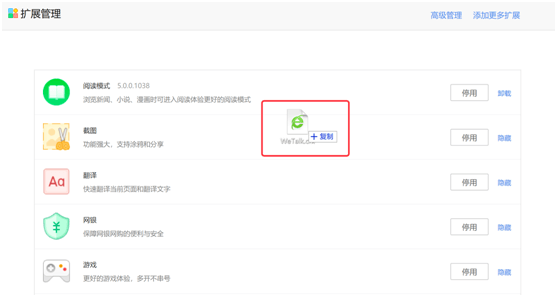 扩展管理
高级管理 添加更多扩展
阅读模式 5.0.0.1038
浏览新闻、小说、漫画时可进入阅读体验更好的阅读模式
停用 卸载
截图
功能强大，支持涂鸦和分享
停用 隐藏
+ 复制
WeTalk
Aa
翻译
快速翻译当前页面和翻译文字
停用 隐藏
网银
保障网银网购的便利与安全
停用 隐藏
游戏
更好的游戏体验，多开不串号
停用 隐藏